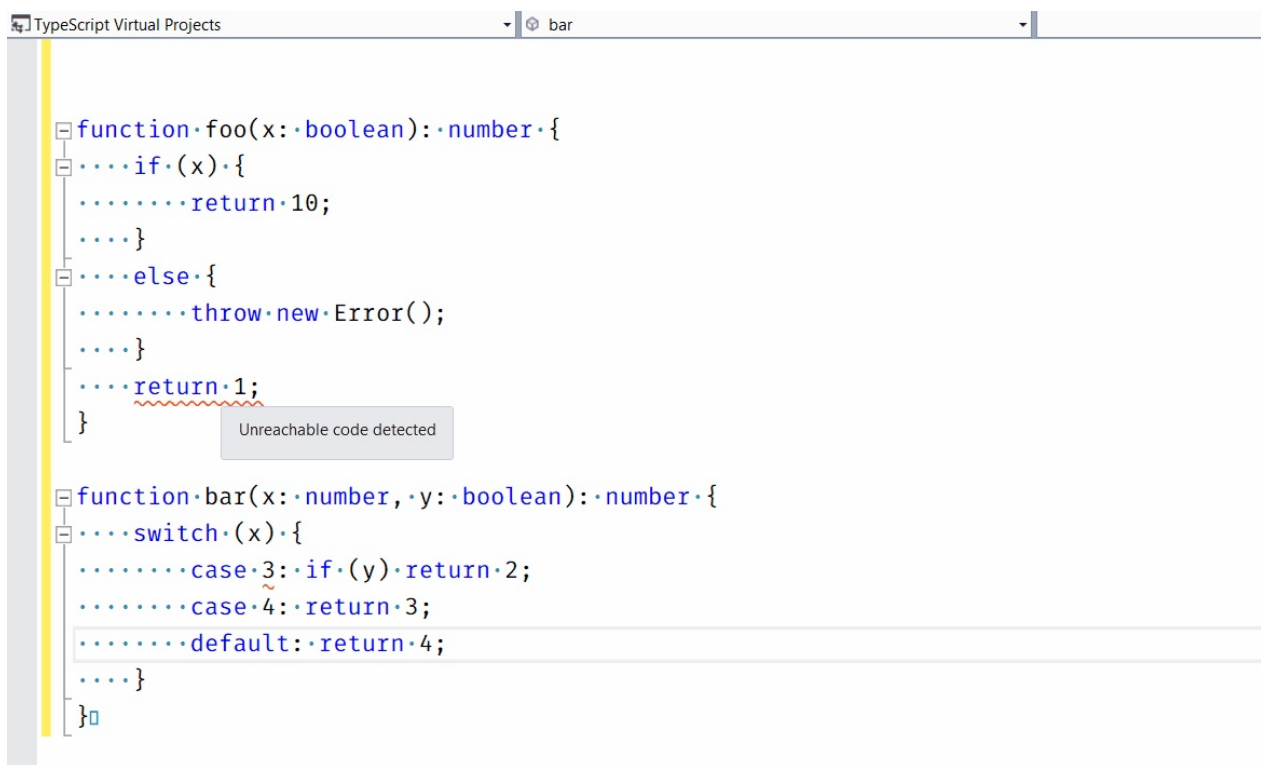 TypeScript Virtual Projects bar
function foo(x: boolean): number {
    if (x) {
        return 10;
    }
    else {
        throw new Error();
    }
    return 1;
}
Unreachable code detected
function bar(x: number, y: boolean): number {
    switch (x) {
        case 3: if (y) return 2;
        case 4: return 3;
        default: return 4;
    }
}